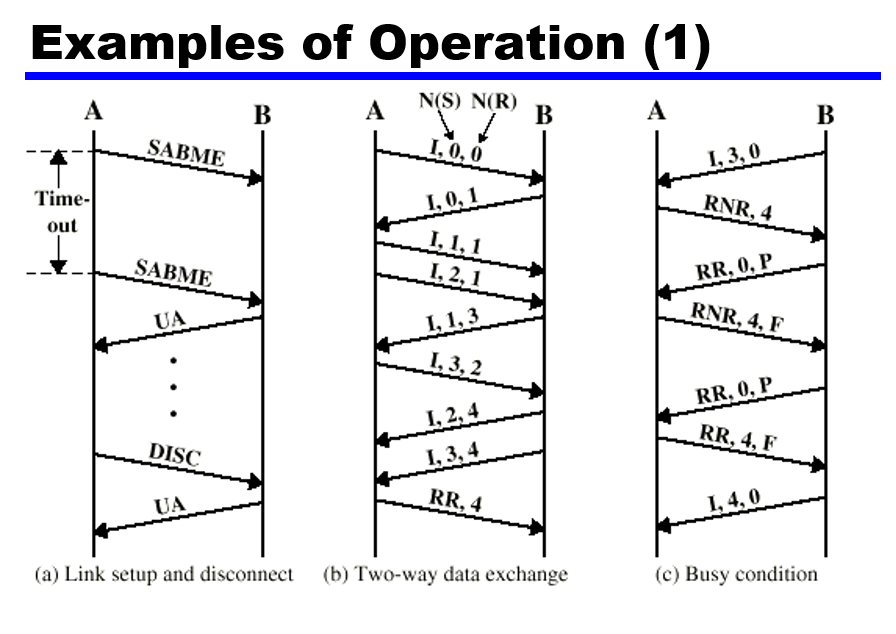 Examples of Operation (1)
A
B
SABME
Time-
out
SABME
UA
DISC
UA
(a) Link setup and disconnect
A
N(S) N(R)
B
I, 0, 0
I, 0, 1
I, 1, 1
I, 2, 1
I, 1, 3
I, 3, 2
I, 2, 4
I, 3, 4
RR, 4
(b) Two-way data exchange
A
B
I, 3, 0
RNR, 4
RR, 0, P
RNR, 4, F
RR, 0, P
RR, 4, F
I, 4, 0
(c) Busy condition